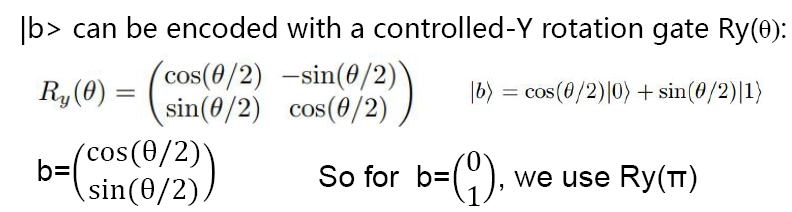 |b> can be encoded with a controlled-Y rotation gate Ry(θ):
R_y(θ) = (cos(θ/2) −sin(θ/2)
sin(θ/2) cos(θ/2)) |b⟩ = cos(θ/2)|0⟩ + sin(θ/2)|1⟩
b=(cos(θ/2)
sin(θ/2)) So for b=(0
1), we use Ry(π)